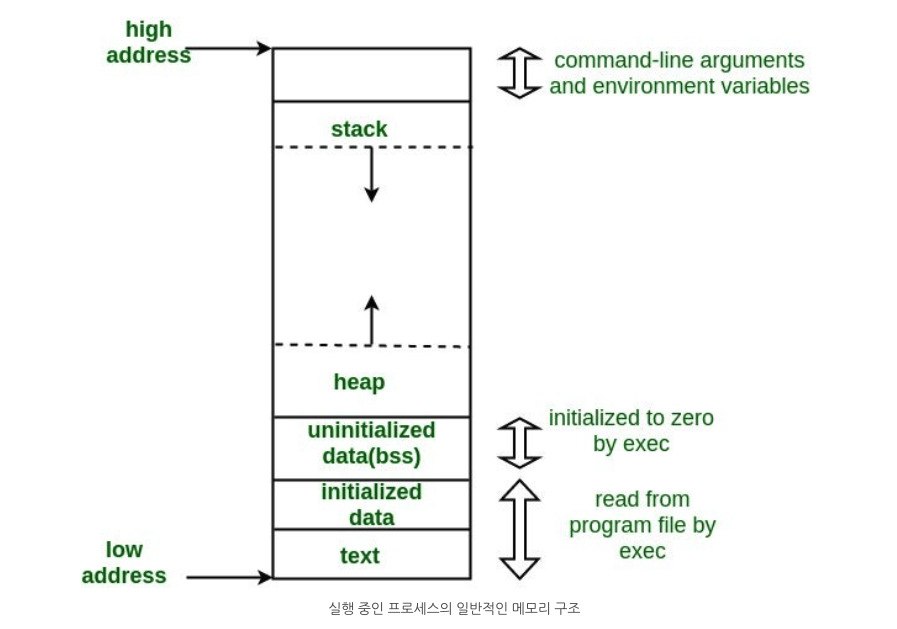 high
address
command-line arguments
and environment variables
stack
heap
uninitialized
data(bss)
initialized to zero
by exec
initialized
data
read from
program file by
exec
text
low
address
실행 중인 프로세스의 일반적인 메모리 구조